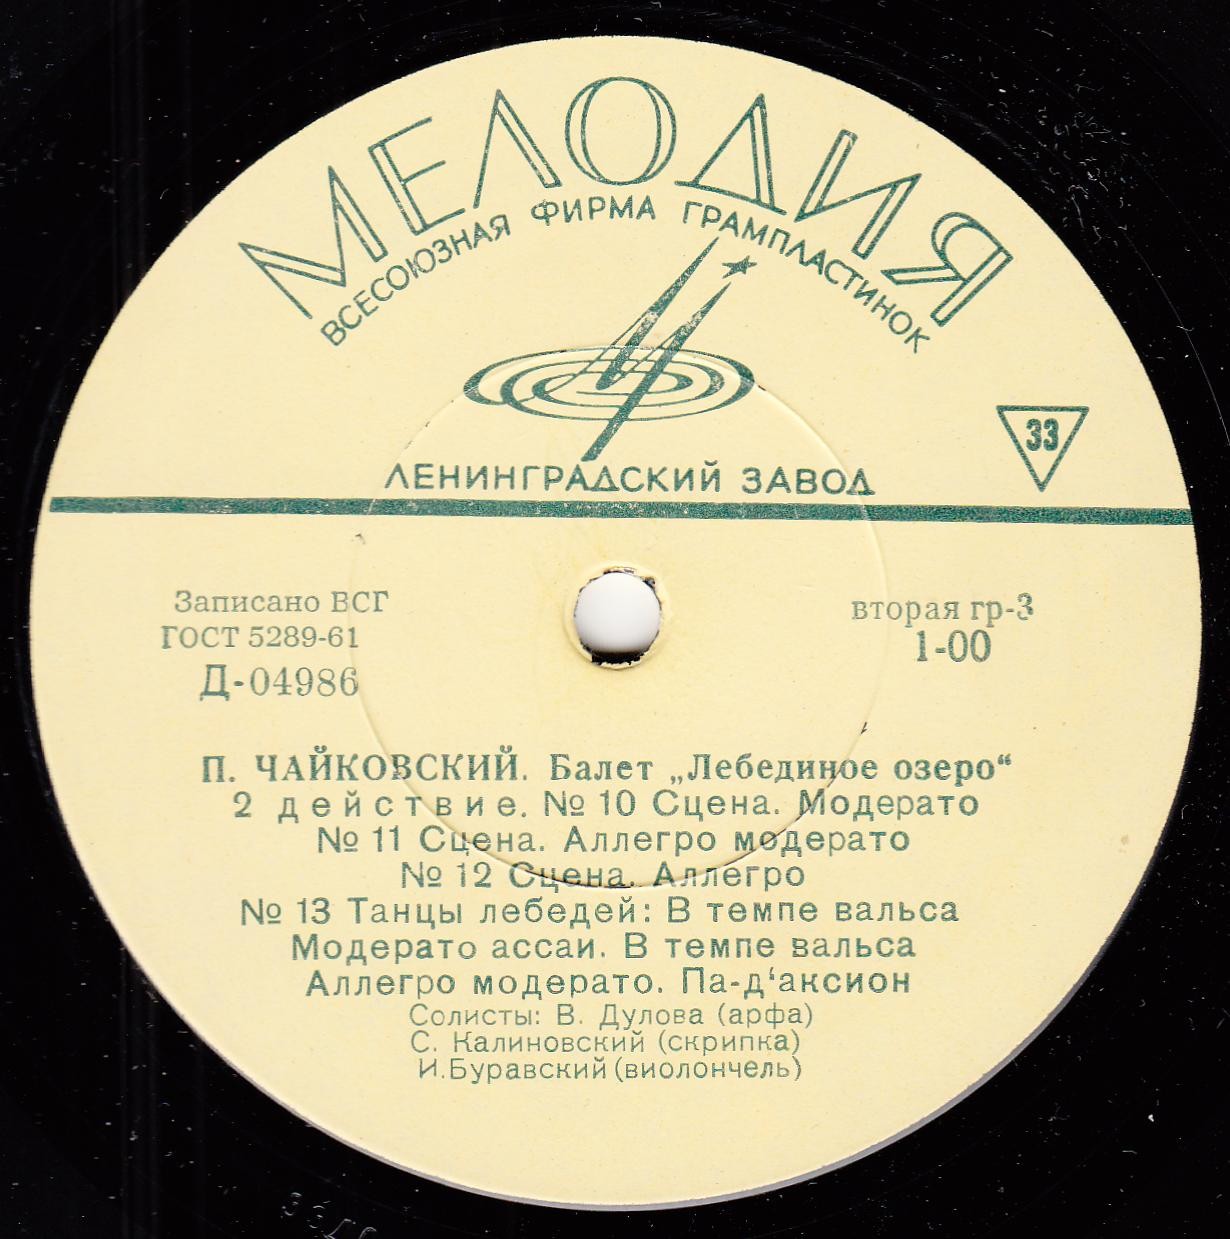 МЕЛОДИЯ
ВСЕСОЮЗНАЯ ФИРМА ГРАМПЛАСТИНОК
33
ЛЕНИНГРАДСКИЙ ЗАВОД
Записано ВСГ
ГОСТ 5289-61
Д-04986
вторая гр-3
1-00
П. ЧАЙКОВСКИЙ. Балет „Лебединое озеро“
2 действие. № 10 Сцена. Модерато
№ 11 Сцена. Аллегро модерато
№ 12 Сцена. Аллегро
№ 13 Танцы лебедей: В темпе вальса
Модерато ассаи. В темпе вальса
Аллегро модерато. Па-д‘аксион
Солисты: В. Дулова (арфа)
С. Калиновский (скрипка)
И.Буравский (виолончель)